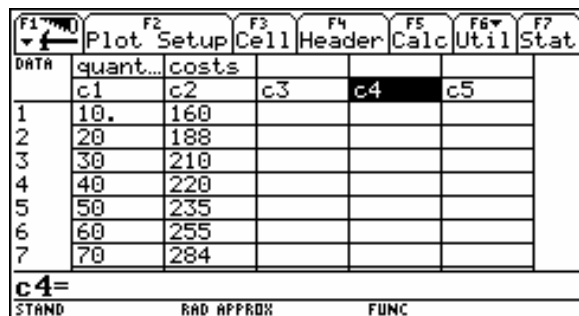 F1 F2 F3 F4 F5 F6 F7
Plot Setup Cell Header Calc Util Stat
DATA quant… costs
c1 c2 c3 c4 c5
1 10. 160
2 20 188
3 30 210
4 40 220
5 50 235
6 60 255
7 70 284
c4=
STAND RAD APPROX FUNC